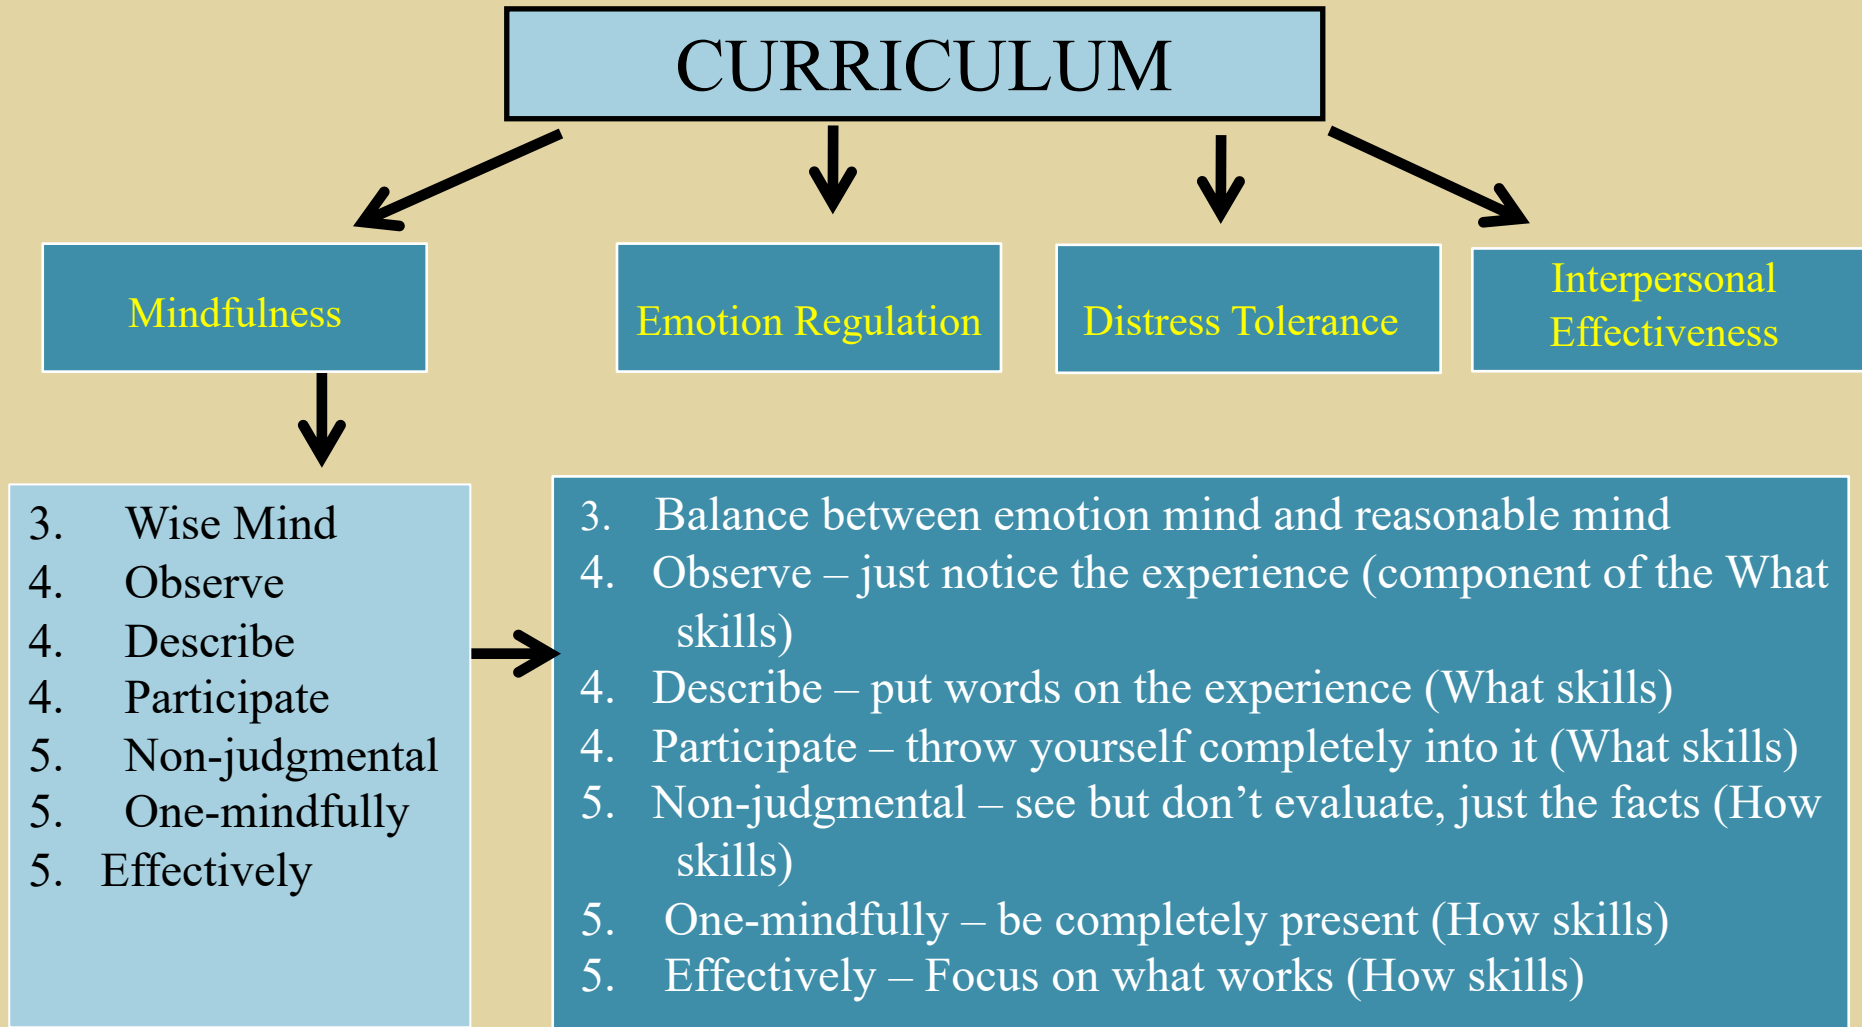 CURRICULUM
Mindfulness
Emotion Regulation
Distress Tolerance
Interpersonal
Effectiveness
3. Wise Mind
4. Observe
4. Describe
4. Participate
5. Non-judgmental
5. One-mindfully
5. Effectively
3. Balance between emotion mind and reasonable mind
4. Observe – just notice the experience (component of the What
skills)
4. Describe – put words on the experience (What skills)
4. Participate – throw yourself completely into it (What skills)
5. Non-judgmental – see but don’t evaluate, just the facts (How
skills)
5. One-mindfully – be completely present (How skills)
5. Effectively – Focus on what works (How skills)